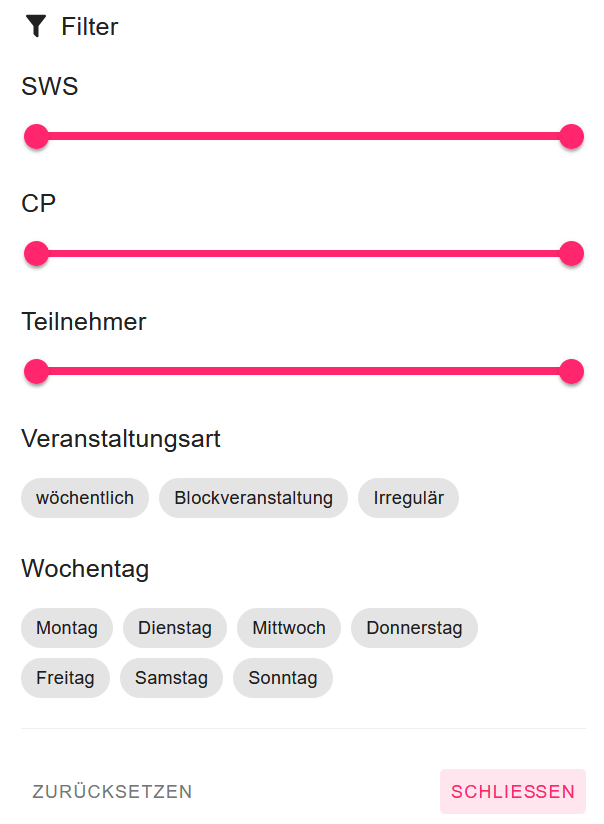 Filter
SWS
CP
Teilnehmer
Veranstaltungsart
wöchentlich Blockveranstaltung Irregulär
Wochentag
Montag Dienstag Mittwoch Donnerstag
Freitag Samstag Sonntag
ZURÜCKSETZEN SCHLIESSEN